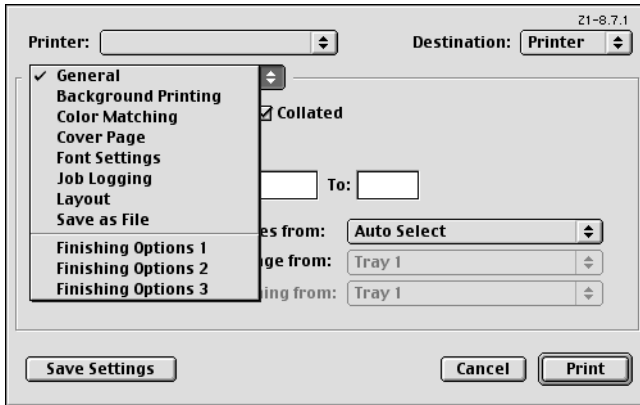 Z1-8.7.1
Printer:
Destination: Printer
General
Background Printing
Color Matching
Cover Page
Font Settings
Job Logging
Layout
Save as File
Finishing Options 1
Finishing Options 2
Finishing Options 3
Collated
To:
es from: Auto Select
ge from: Tray 1
ing from: Tray 1
Save Settings
Cancel
Print